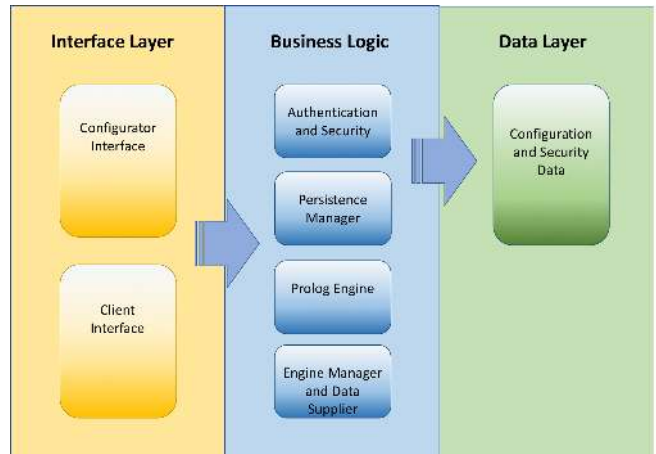 Interface Layer
Configurator
Interface
Client
Interface
Business Logic
Authentication
and Security
Persistence
Manager
Prolog Engine
Engine Manager
and Data
Supplier
Data Layer
Configuration
and Security
Data